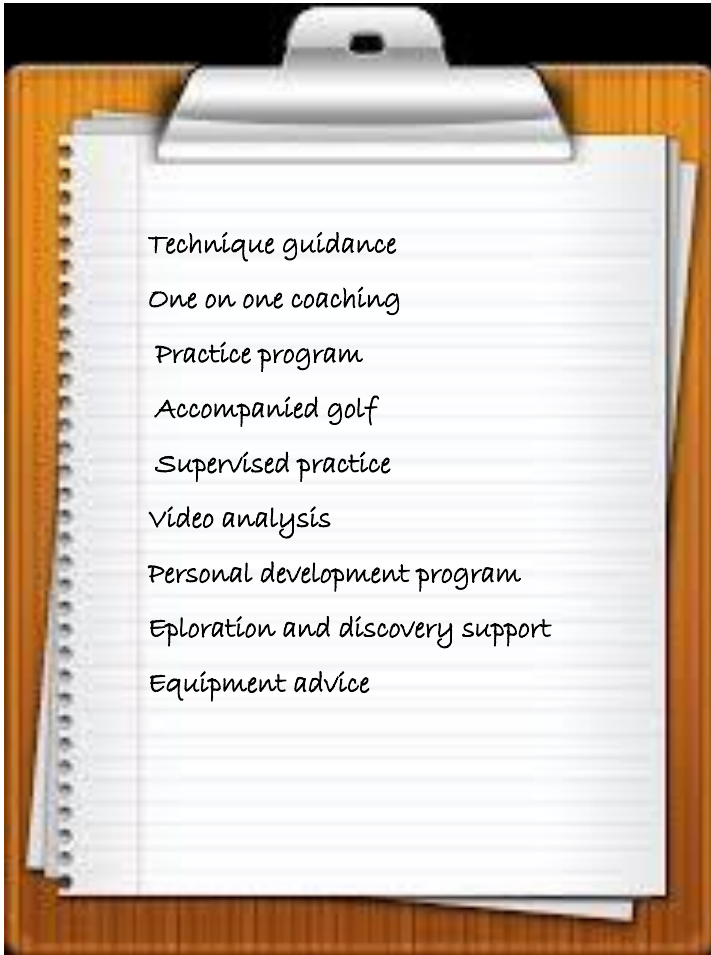 Technique guidance
One on one coaching
Practice program
Accompanied golf
Supervised practice
Video analysis
Personal development program
Eploration and discovery support
Equipment advice